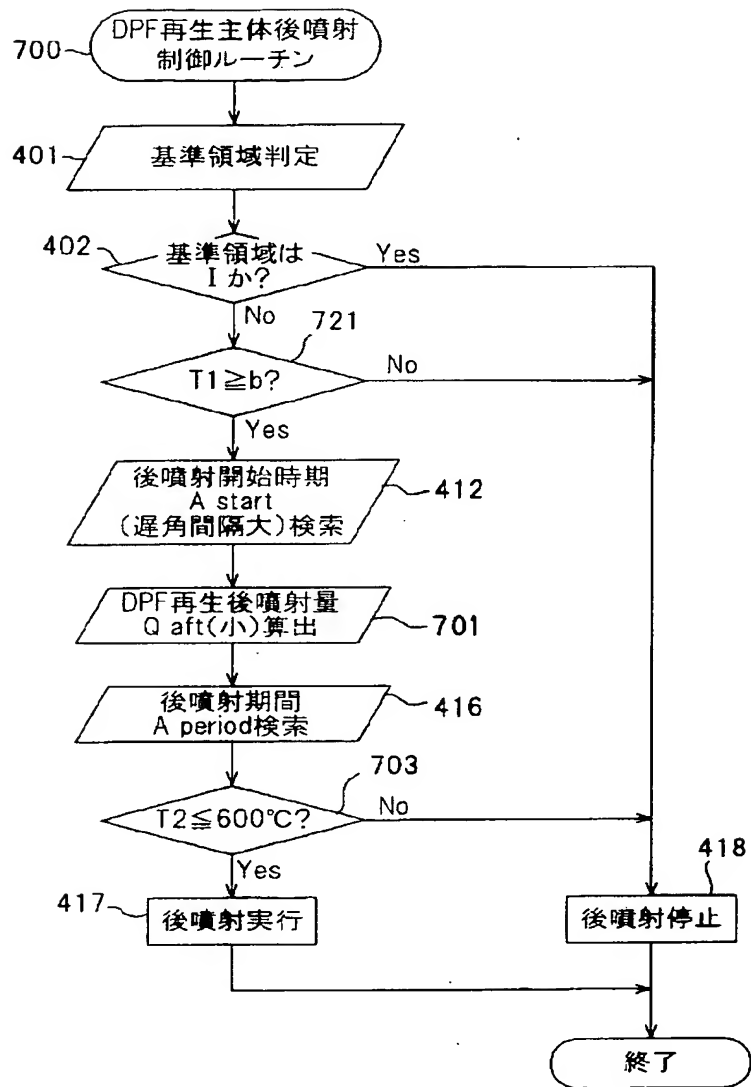 DPF再生主体後噴射
制御ルーチン
700
401
基準領域判定
402
基準領域は
Iか?
Yes
No
721
T1≧b?
No
Yes
後噴射開始時期
A start
(遅角間隔大)検索
412
DPF再生後噴射量
Q aft(小)算出
701
後噴射期間
A period検索
416
703
T2≦600℃?
No
Yes
417
後噴射実行
418
後噴射停止
終了